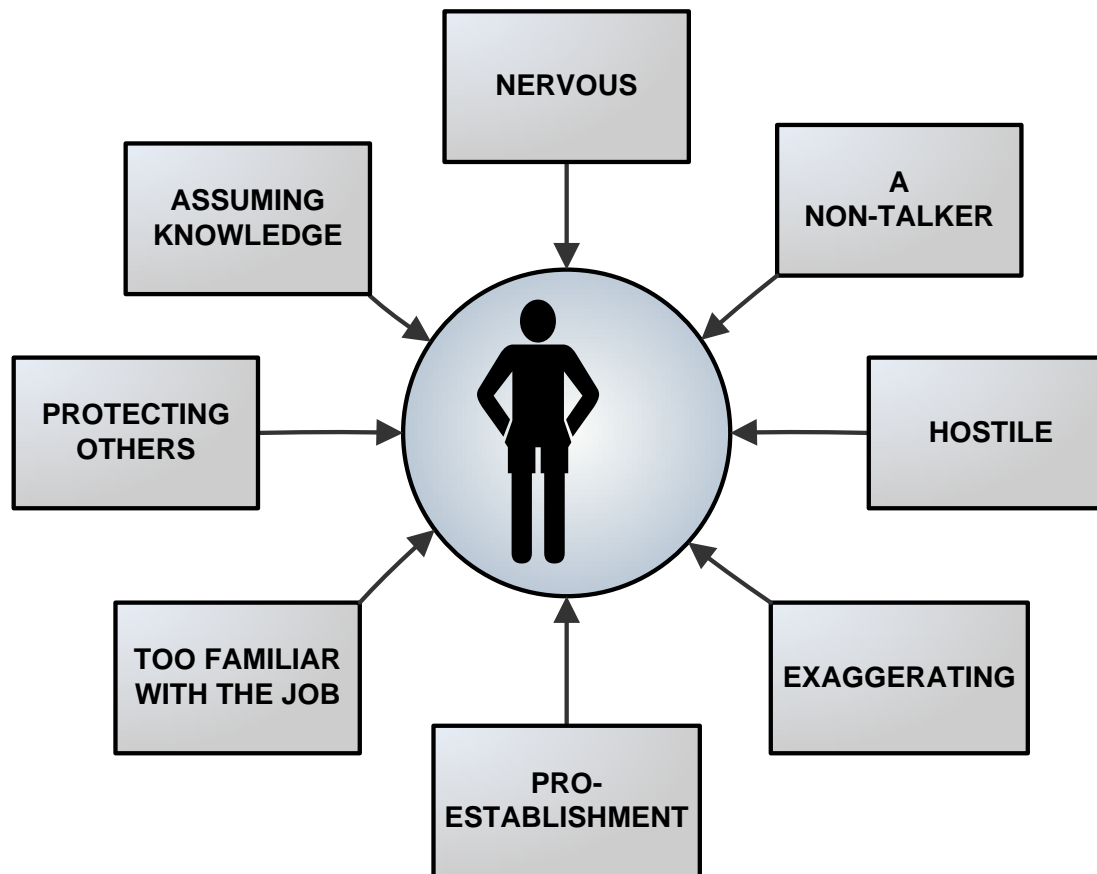 NERVOUS
A
NON-TALKER
HOSTILE
EXAGGERATING
PRO-
ESTABLISHMENT
TOO FAMILIAR
WITH THE JOB
PROTECTING
OTHERS
ASSUMING
KNOWLEDGE